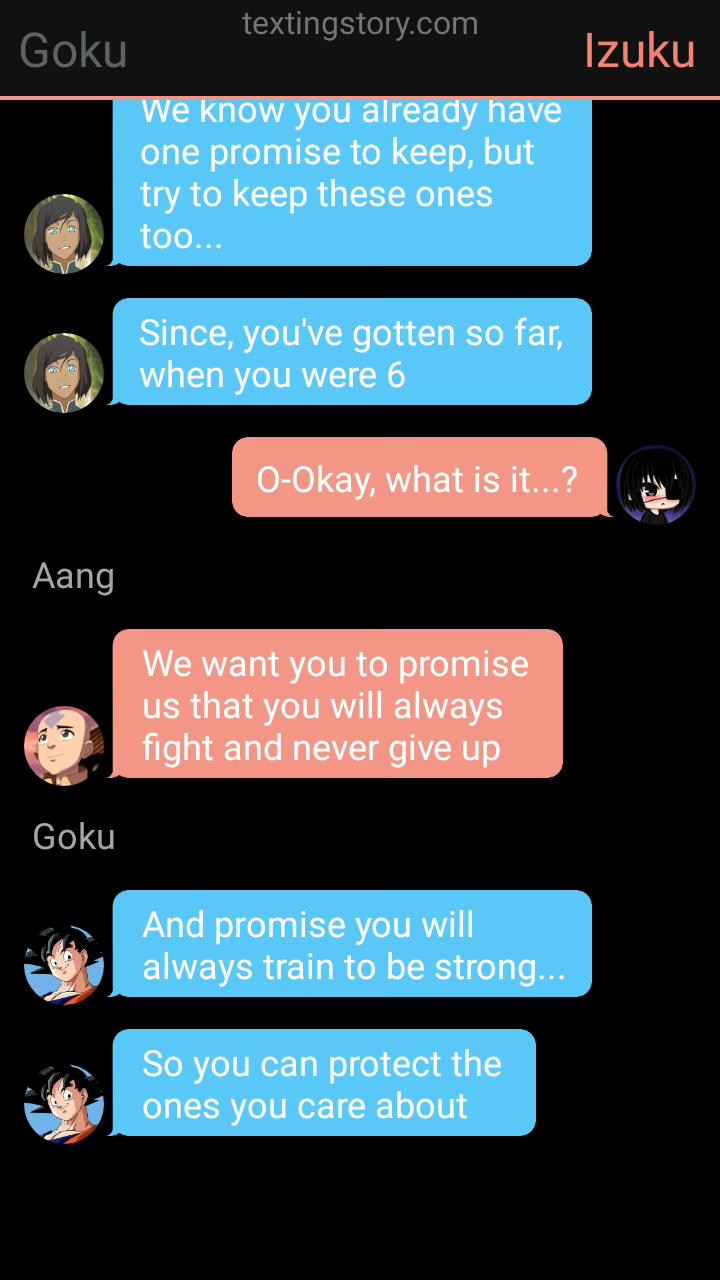 textingstory.com
Goku
Izuku
We know you already have
one promise to keep, but
try to keep these ones
too...
Since, you've gotten so far,
when you were 6
O-Okay, what is it...?
Aang
We want you to promise
us that you will always
fight and never give up
Goku
And promise you will
always train to be strong...
So you can protect the
ones you care about